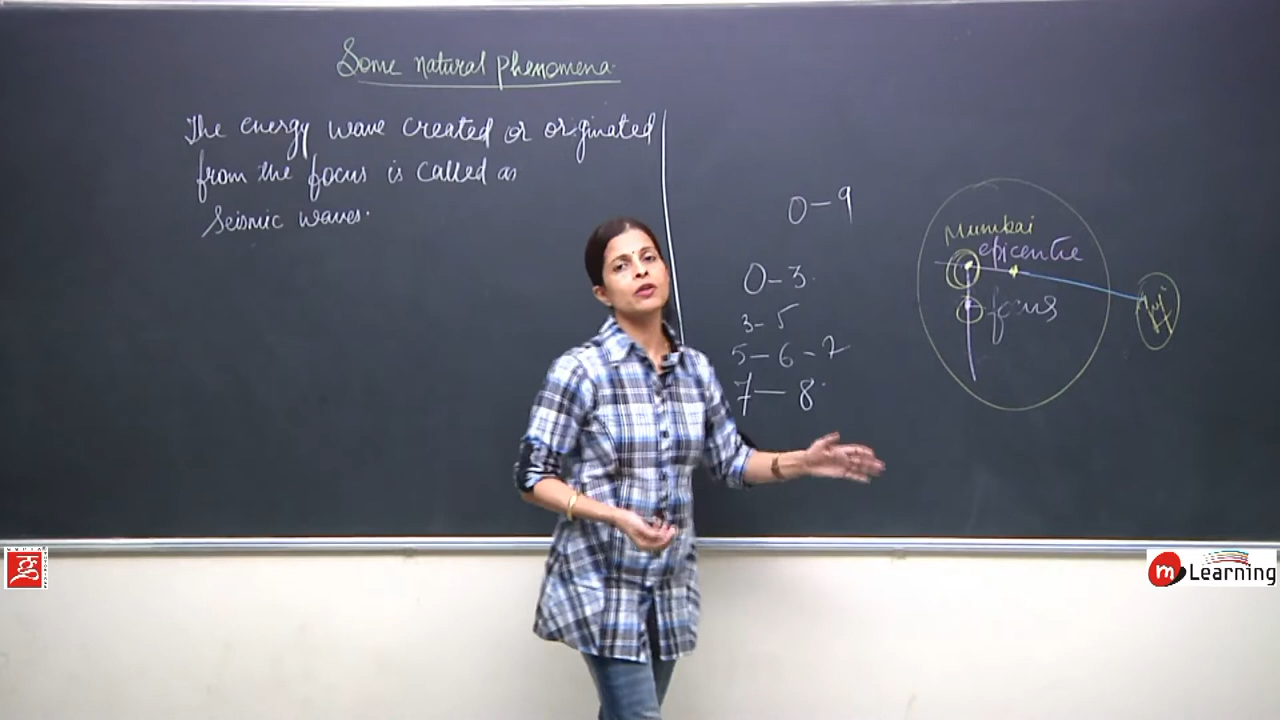 Some natural phenomena.
The energy wave created or originated
from the focus is called as
Seismic waves.
0 - 9
0 - 3.
3 - 5
5 - 6 - 7
7 - 8.
Mumbai
epicentre
focus
m Learning